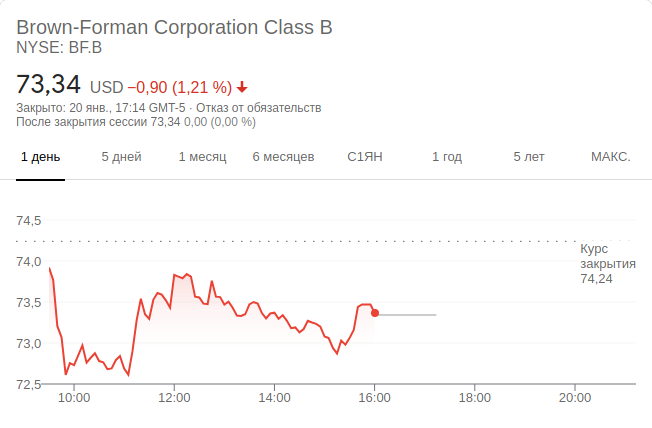 Brown-Forman Corporation Class B
NYSE: BF.B
73,34 USD −0,90 (1,21 %)
Закрыто: 20 янв., 17:14 GMT-5 · Отказ от обязательств
После закрытия сессии 73,34 0,00 (0,00 %)
1 день 5 дней 1 месяц 6 месяцев С1ЯН 1 год 5 лет МАКС.
74,5
Курс
закрытия
74,24
74,0
73,5
73,0
72,5
10:00 12:00 14:00 16:00 18:00 20:00